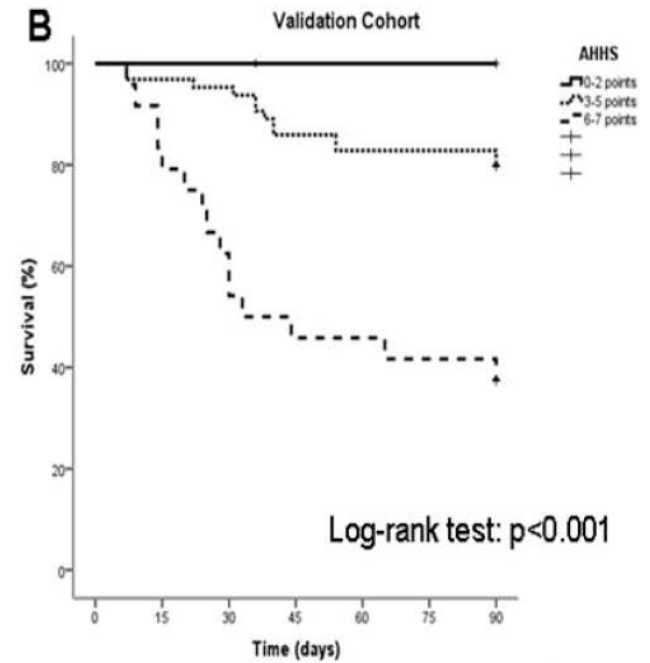 B
Validation Cohort
AHHS
0-2 points
3-5 points
6-7 points
100
80
60
40
20
0
Survival (%)
Log-rank test: p<0.001
0 15 30 45 60 75 90
Time (days)